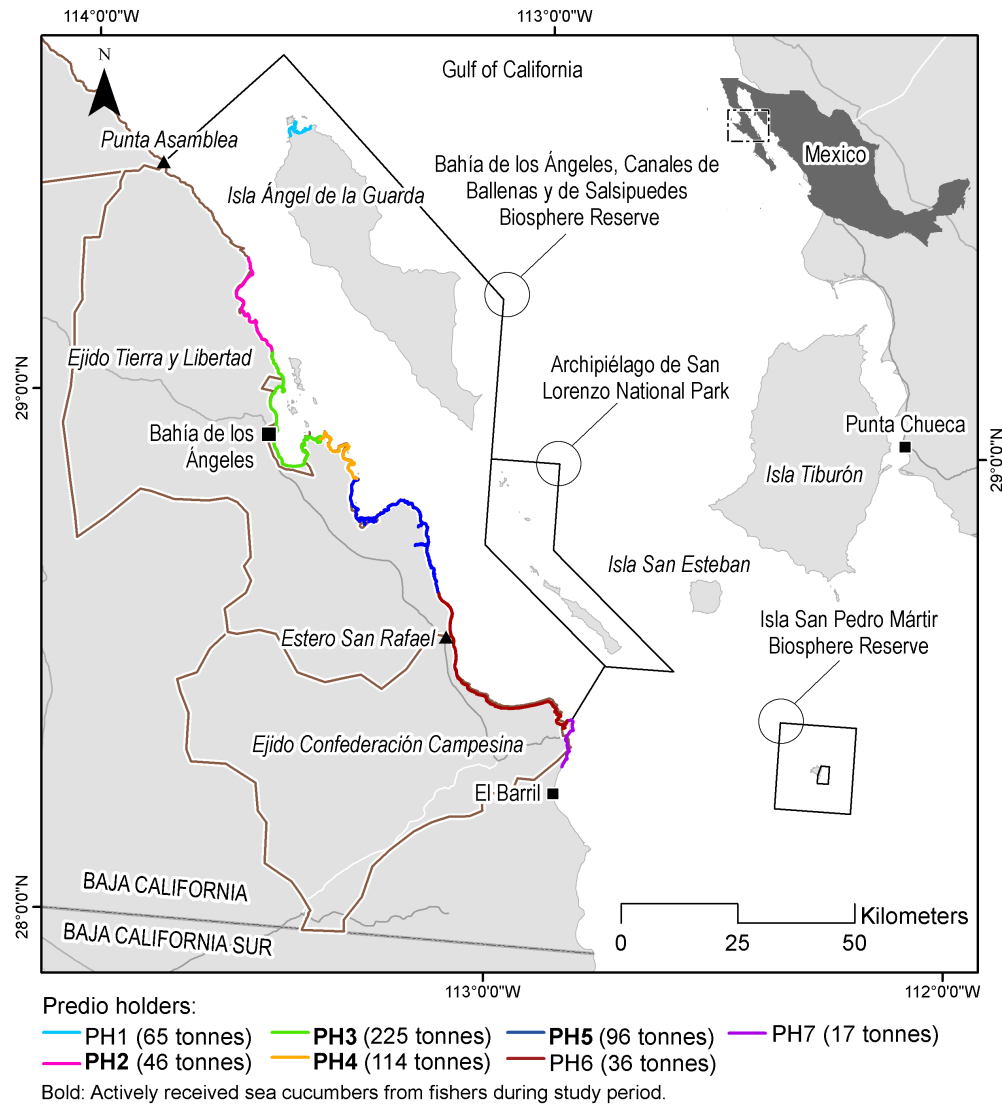 114°0'0"W
113°0'0"W
N
Gulf of California
Punta Asamblea
Isla Ángel de la Guarda
Bahía de los Ángeles, Canales de
Ballenas y de Salsipuedes
Biosphere Reserve
Mexico
29°0'0"N
Ejido Tierra y Libertad
Archipiélago de San
Lorenzo National Park
Bahía de los
Ángeles
Punta Chueca
Isla Tiburón
29°0'0"N
Isla San Esteban
Estero San Rafael
Isla San Pedro Mártir
Biosphere Reserve
Ejido Confederación Campesina
El Barril
BAJA CALIFORNIA
BAJA CALIFORNIA SUR
28°0'0"N
28°0'0"N
Kilometers
0 25 50
113°0'0"W
112°0'0"W
Predio holders:
PH1 (65 tonnes) PH3 (225 tonnes) PH5 (96 tonnes) PH7 (17 tonnes)
PH2 (46 tonnes) PH4 (114 tonnes) PH6 (36 tonnes)
Bold: Actively received sea cucumbers from fishers during study period.